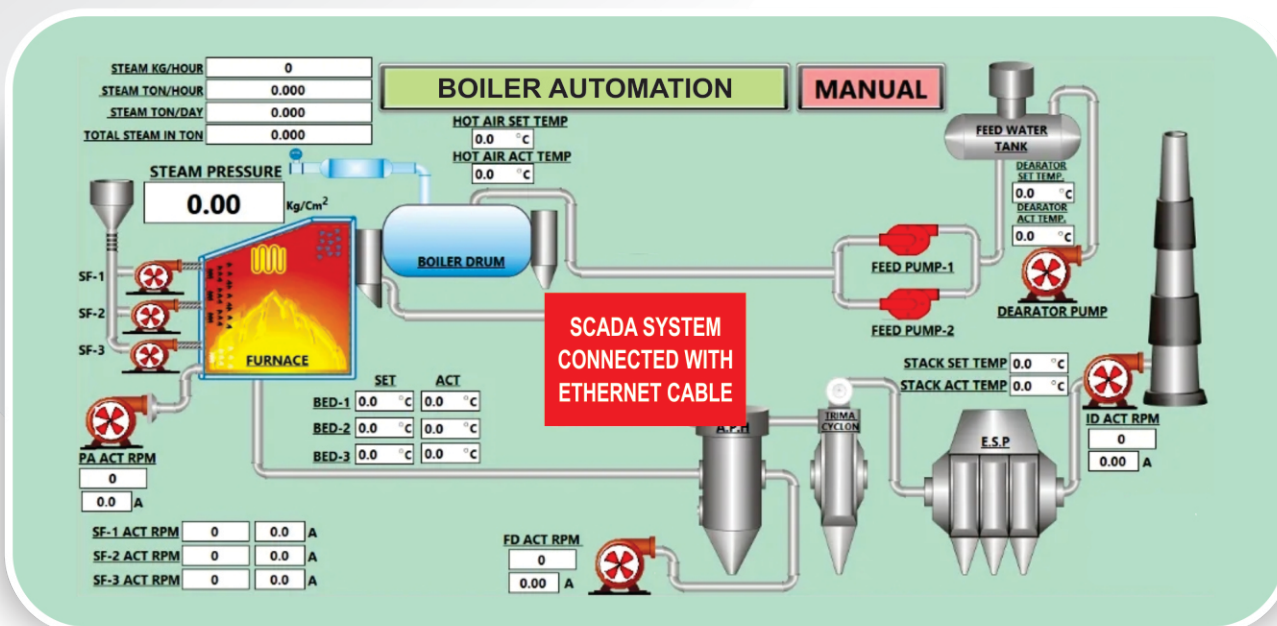 STEAM KG/HOUR 0
STEAM TON/HOUR 0.000
STEAM TON/DAY 0.000
TOTAL STEAM IN TON 0.000
BOILER AUTOMATION
MANUAL
HOT AIR SET TEMP
0.0 °C
HOT AIR ACT TEMP
0.0 °C
STEAM PRESSURE
0.00 Kg/Cm²
FEED WATER
TANK
DEARATOR
SET TEMP.
0.0 °C
DEARATOR
ACT TEMP.
0.0 °C
BOILER DRUM
FEED PUMP-1
FEED PUMP-2
DEARATOR PUMP
SF-1
SF-2
SF-3
FURNACE
SCADA SYSTEM
CONNECTED WITH
ETHERNET CABLE
STACK SET TEMP 0.0 °C
STACK ACT TEMP 0.0 °C
SET ACT
BED-1 0.0 °C 0.0 °C
BED-2 0.0 °C 0.0 °C
BED-3 0.0 °C 0.0 °C
A.P.H
TRIMA
CYCLON
E.S.P
ID ACT RPM
0
0.00 A
PA ACT RPM
0
0.0 A
SF-1 ACT RPM 0 0.0 A
SF-2 ACT RPM 0 0.0 A
SF-3 ACT RPM 0 0.0 A
FD ACT RPM
0
0.00 A